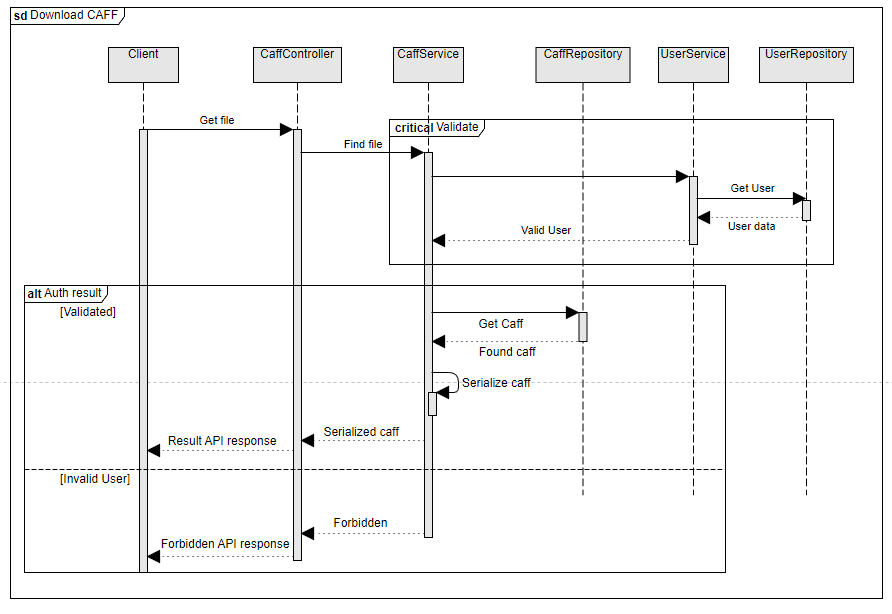 sd Download CAFF
Client
CaffController
CaffService
CaffRepository
UserService
UserRepository
Get file
critical Validate
Find file
Get User
User data
Valid User
alt Auth result
[Validated]
Get Caff
Found caff
Serialize caff
Serialized caff
Result API response
[Invalid User]
Forbidden
Forbidden API response